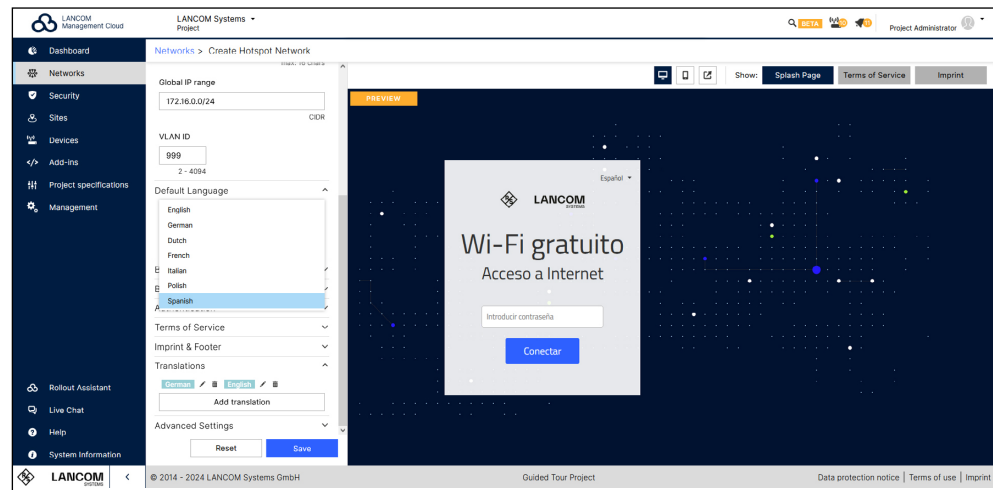 LANCOM
Management Cloud
LANCOM Systems
Project
BETA
Project Administrator
Dashboard
Networks
Security
Sites
Devices
Add-ins
Project specifications
Management
Rollout Assistant
Live Chat
Help
System Information
LANCOM
SYSTEMS
Networks > Create Hotspot Network
max. 16 chars
Global IP range
172.16.0.0/24
CIDR
VLAN ID
999
2 - 4094
Default Language
English
German
Dutch
French
Italian
Polish
Spanish
Authentication
Terms of Service
Imprint & Footer
Translations
German
English
Add translation
Advanced Settings
Reset
Save
Show:
Splash Page
Terms of Service
Imprint
PREVIEW
Español
LANCOM
SYSTEMS
Wi-Fi gratuito
Acceso a Internet
Introducir contraseña
Conectar
© 2014 - 2024 LANCOM Systems GmbH
Guided Tour Project
Data protection notice | Terms of use | Imprint